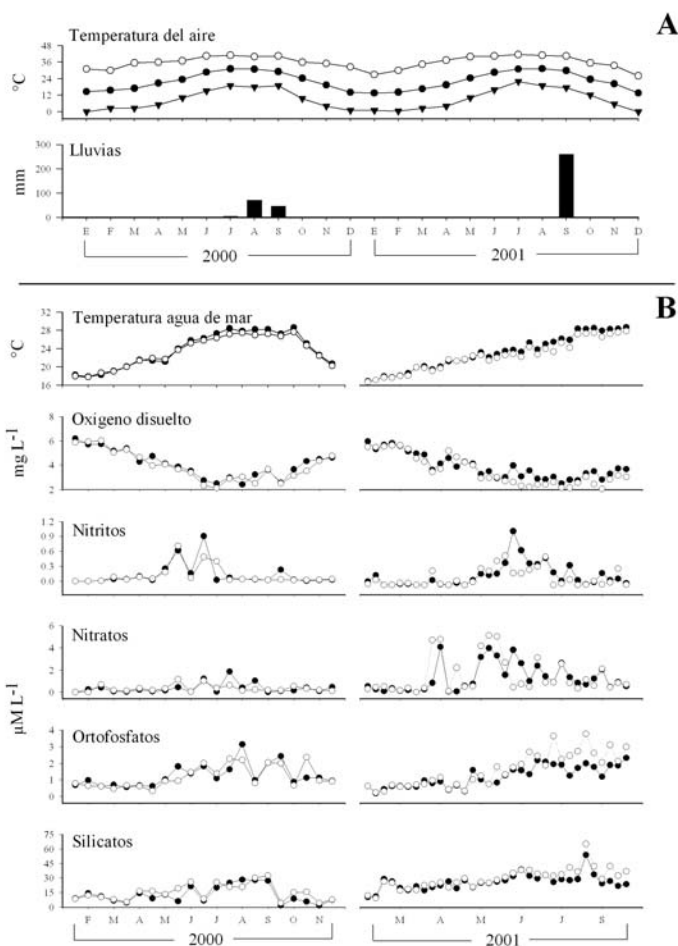 A
Temperatura del aire
48
36
24
12
0
°C
Lluvias
300
200
100
0
mm
E F M A M J J A S O N D E F M A M J J A S O N D
2000 2001
B
Temperatura agua de mar
32
28
24
20
16
°C
Oxigeno disuelto
8
6
4
2
mg L-1
Nitritos
1 2
0.9
0.6
0.3
0.0
Nitratos
6
4
2
0
µM L-1
Ortofosfatos
4
3
2
1
0
Silicatos
75
60
45
30
15
0
F M A M J J A S O N M A M J J S
2000 2001